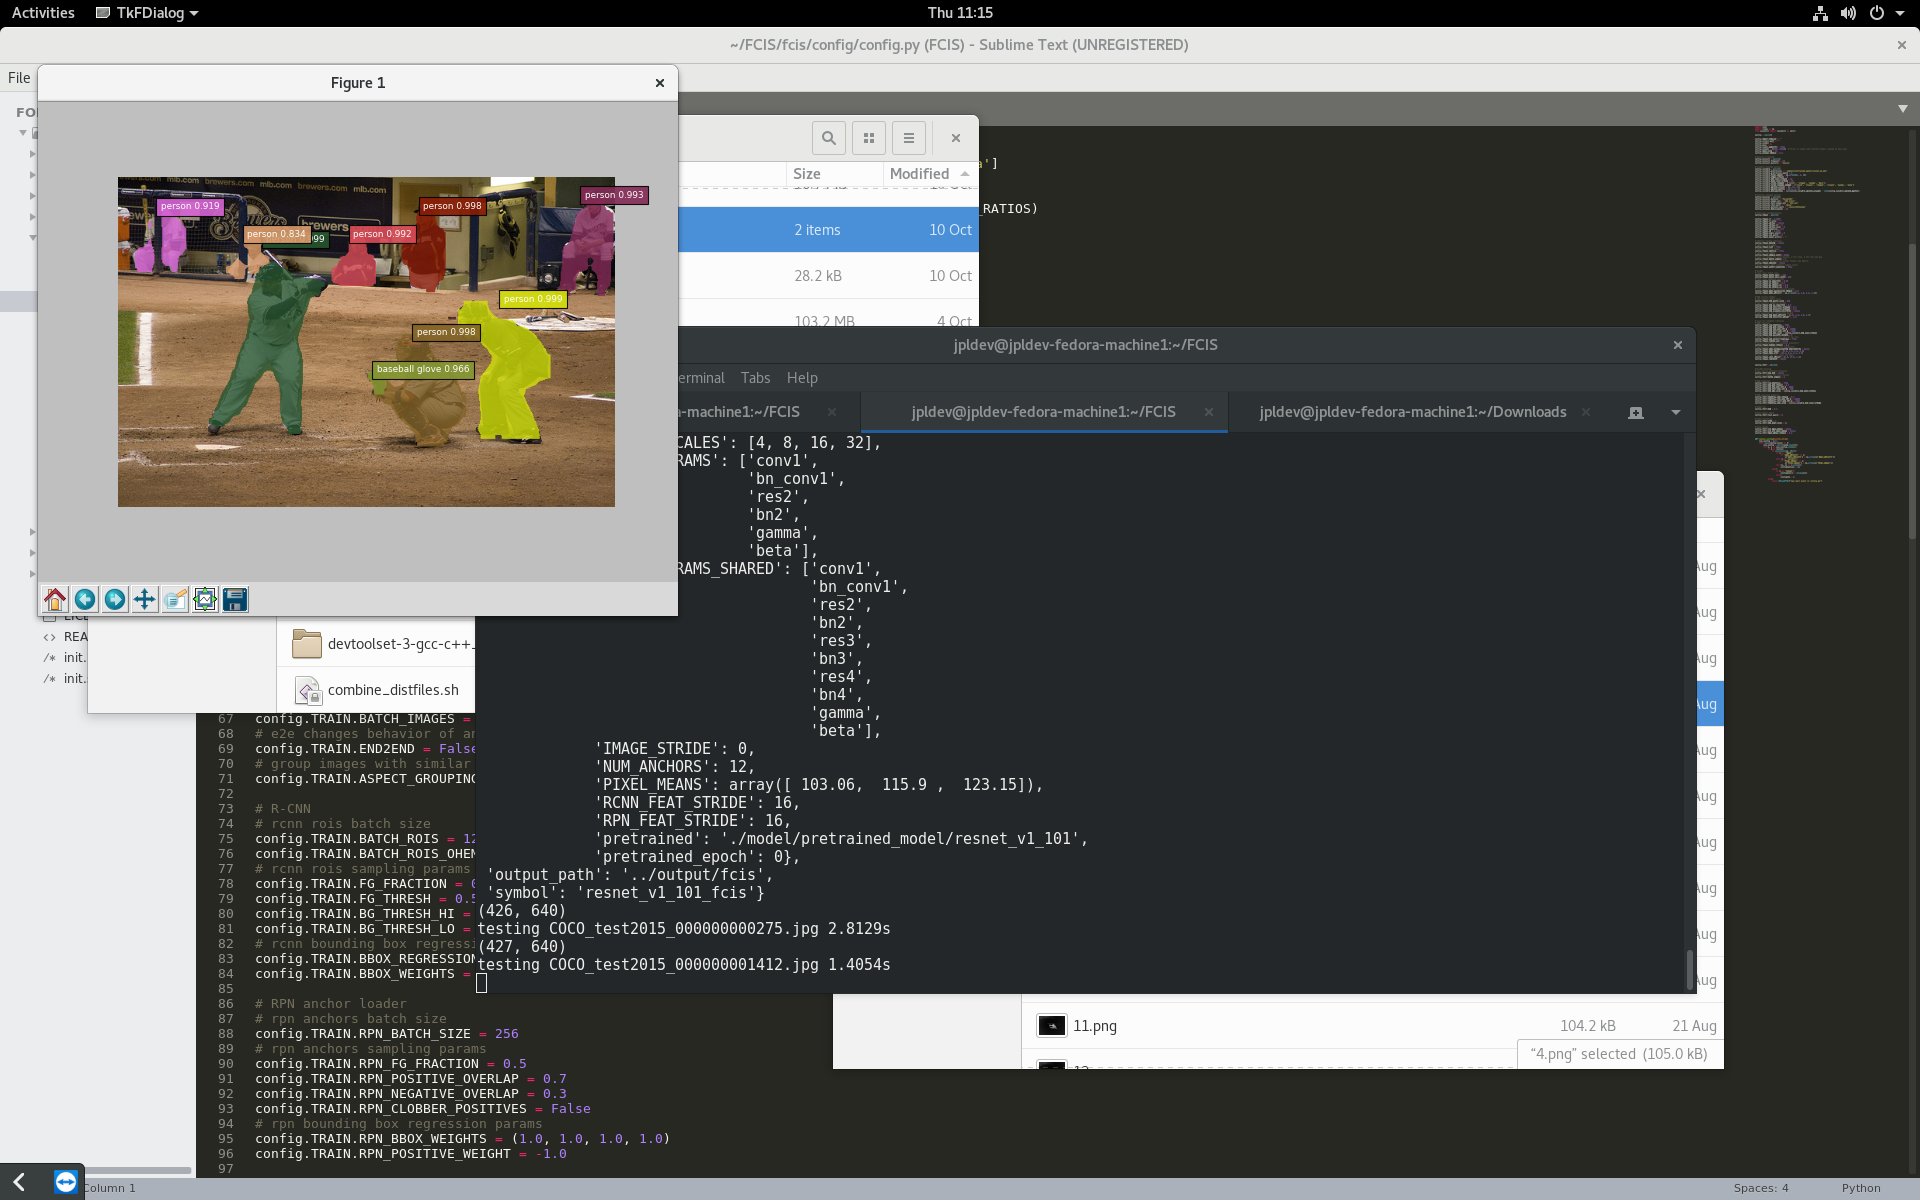 Activities
TkFDialog
Thu 11:15
~/FCIS/fcis/config/config.py (FCIS) - Sublime Text (UNREGISTERED)
File
Figure 1
FO
brewers.com
mlb.com
brewers.com
mlb.com
person 0.919
person 0.998
person 0.993
person 0.834
99
person 0.992
person 0.999
person 0.998
baseball glove 0.966
Size
Modified
2 items
10 Oct
28.2 kB
10 Oct
103.2 MB
4 Oct
']
_RATIOS)
jpldev@jpldev-fedora-machine1:~/FCIS
erminal
Tabs
Help
a-machine1:~/FCIS
jpldev@jpldev-fedora-machine1:~/FCIS
jpldev@jpldev-fedora-machine1:~/Downloads
CALES': [4, 8, 16, 32],
RAMS': ['conv1',
'bn_conv1',
'res2',
'bn2',
'gamma',
'beta'],
RAMS_SHARED': ['conv1',
'bn_conv1',
'res2',
'bn2',
'res3',
'bn3',
'res4',
'bn4',
'gamma',
'beta'],
'IMAGE_STRIDE': 0,
'NUM_ANCHORS': 12,
'PIXEL_MEANS': array([ 103.06,  115.9 ,  123.15]),
'RCNN_FEAT_STRIDE': 16,
'RPN_FEAT_STRIDE': 16,
'pretrained': './model/pretrained_model/resnet_v1_101',
'pretrained_epoch': 0},
'output_path': '../output/fcis',
'symbol': 'resnet_v1_101_fcis'}
(426, 640)
testing COCO_test2015_000000000275.jpg 2.8129s
(427, 640)
testing COCO_test2015_000000001412.jpg 1.4054s
<> REA
/* init.
/* init.
devtoolset-3-gcc-c++
combine_distfiles.sh
67 config.TRAIN.BATCH_IMAGES =
68 # e2e changes behavior of an
69 config.TRAIN.END2END = False
70 # group images with similar
71 config.TRAIN.ASPECT_GROUPING
72
73 # R-CNN
74 # rcnn rois batch size
75 config.TRAIN.BATCH_ROIS = 12
76 config.TRAIN.BATCH_ROIS_OHEM
77 # rcnn rois sampling params
78 config.TRAIN.FG_FRACTION = 0
79 config.TRAIN.FG_THRESH = 0.5
80 config.TRAIN.BG_THRESH_HI =
81 config.TRAIN.BG_THRESH_LO =
82 # rcnn bounding box regressi
83 config.TRAIN.BBOX_REGRESSION
84 config.TRAIN.BBOX_WEIGHTS =
85
86 # RPN anchor loader
87 # rpn anchors batch size
88 config.TRAIN.RPN_BATCH_SIZE = 256
89 # rpn anchors sampling params
90 config.TRAIN.RPN_FG_FRACTION = 0.5
91 config.TRAIN.RPN_POSITIVE_OVERLAP = 0.7
92 config.TRAIN.RPN_NEGATIVE_OVERLAP = 0.3
93 config.TRAIN.RPN_CLOBBER_POSITIVES = False
94 # rpn bounding box regression params
95 config.TRAIN.RPN_BBOX_WEIGHTS = (1.0, 1.0, 1.0, 1.0)
96 config.TRAIN.RPN_POSITIVE_WEIGHT = -1.0
97
Aug
Aug
Aug
Aug
Aug
Aug
Aug
Aug
Aug
Aug
11.png
104.2 kB
21 Aug
“4.png” selected (105.0 kB)
Column 1
Spaces: 4
Python